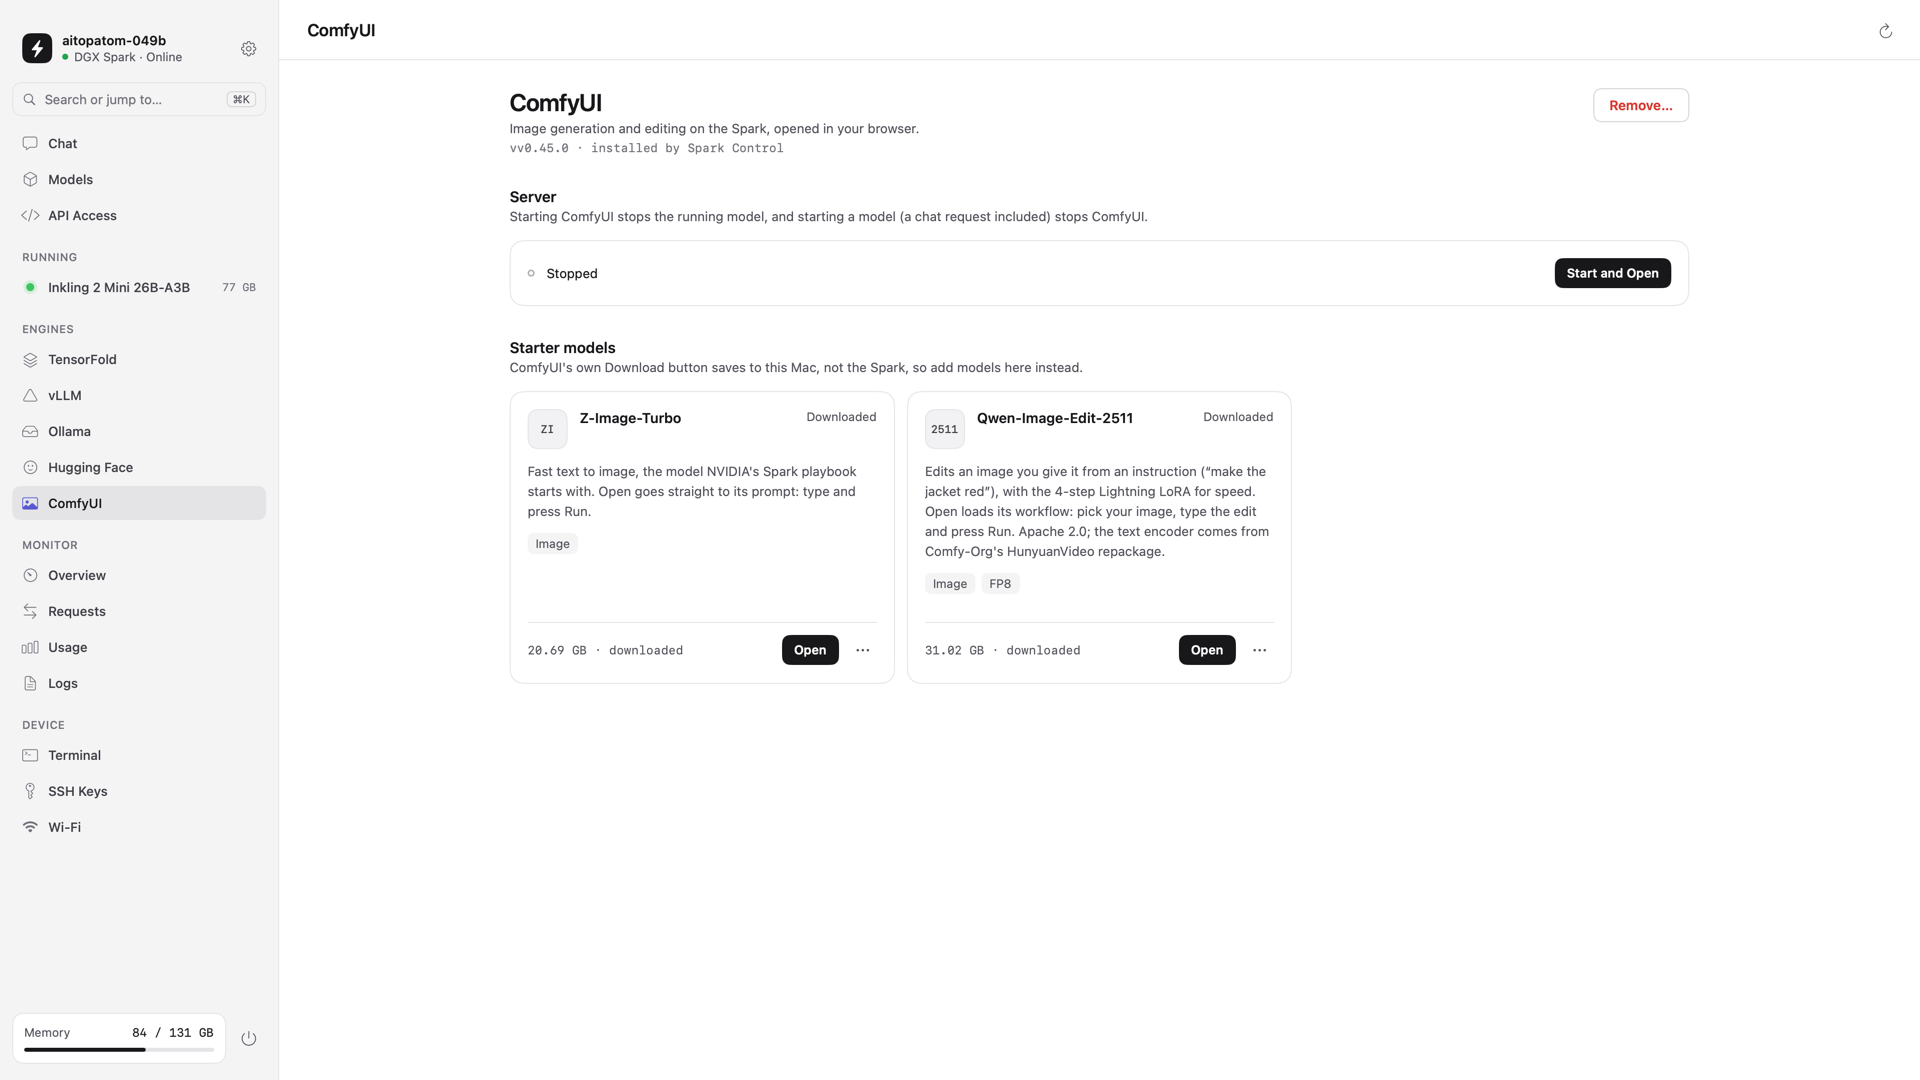 aitopatom-049b
DGX Spark · Online
Search or jump to...
⌘K
Chat
Models
API Access
RUNNING
Inkling 2 Mini 26B-A3B 77 GB
ENGINES
TensorFold
vLLM
Ollama
Hugging Face
ComfyUI
MONITOR
Overview
Requests
Usage
Logs
DEVICE
Terminal
SSH Keys
Wi-Fi
Memory 84 / 131 GB
ComfyUI
ComfyUI
Remove...
Image generation and editing on the Spark, opened in your browser.
vv0.45.0 · installed by Spark Control
Server
Starting ComfyUI stops the running model, and starting a model (a chat request included) stops ComfyUI.
Stopped
Start and Open
Starter models
ComfyUI's own Download button saves to this Mac, not the Spark, so add models here instead.
ZI
Z-Image-Turbo
Downloaded
Fast text to image, the model NVIDIA's Spark playbook
starts with. Open goes straight to its prompt: type and
press Run.
Image
20.69 GB · downloaded
Open
2511
Qwen-Image-Edit-2511
Downloaded
Edits an image you give it from an instruction (“make the
jacket red”), with the 4-step Lightning LoRA for speed.
Open loads its workflow: pick your image, type the edit
and press Run. Apache 2.0; the text encoder comes from
Comfy-Org's HunyuanVideo repackage.
Image FP8
31.02 GB · downloaded
Open